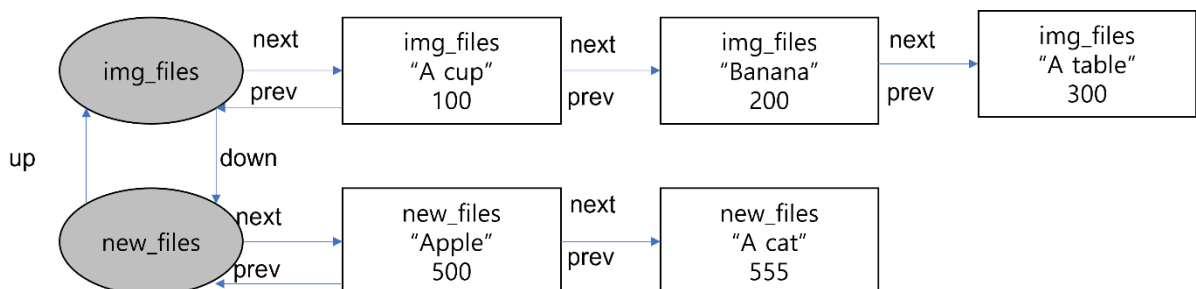 img_files
next
prev
img_files
“A cup”
100
next
prev
img_files
“Banana”
200
next
prev
img_files
“A table”
300
up
down
new_files
next
prev
new_files
“Apple”
500
next
prev
new_files
“A cat”
555